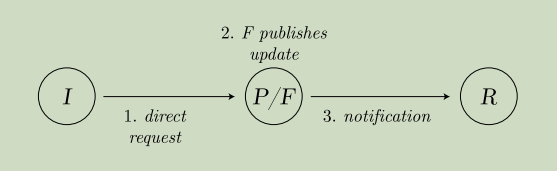 2. F publishes
update
I
P/F
R
1. direct
request
3. notification